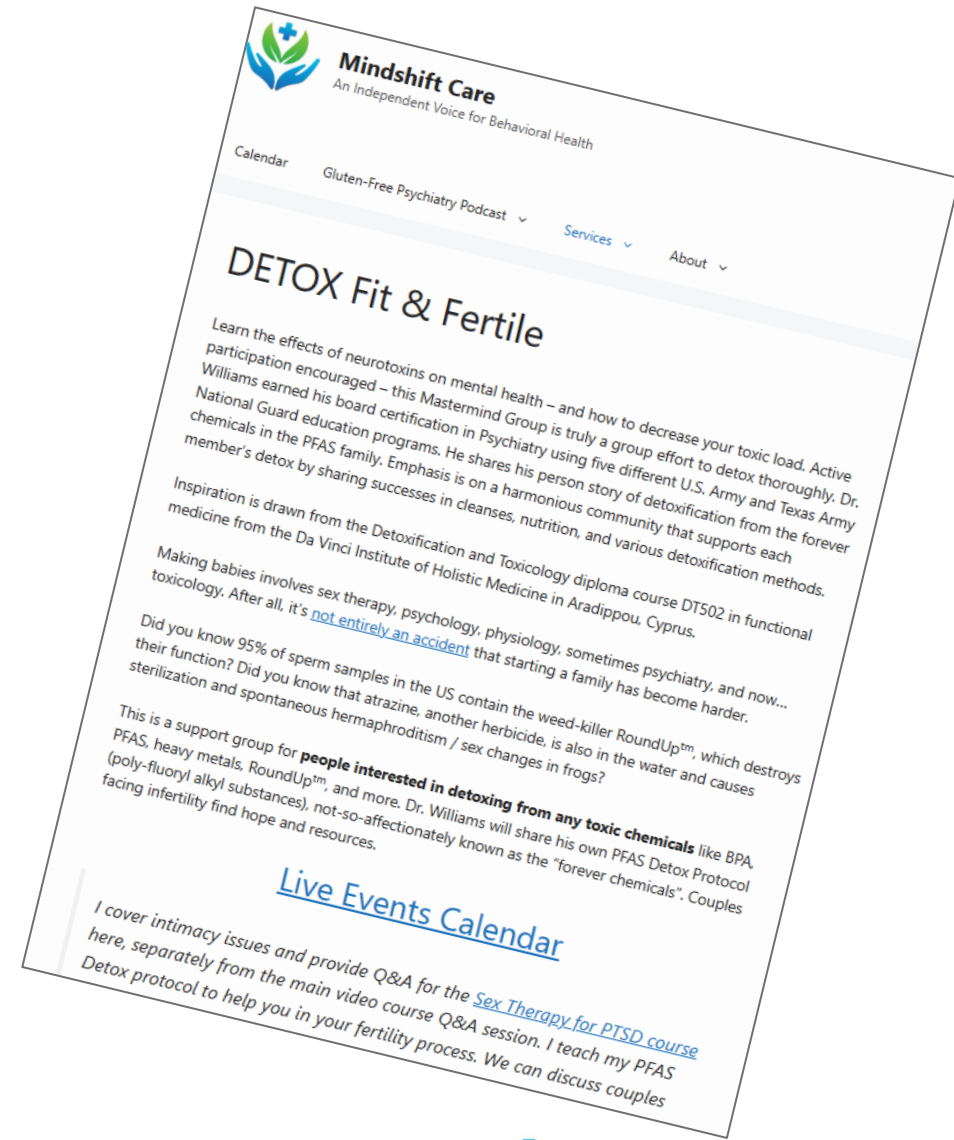 Mindshift Care
An Independent Voice for Behavioral Health
Calendar Gluten-Free Psychiatry Podcast Services About
DETOX Fit & Fertile
Learn the effects of neurotoxins on mental health – and how to decrease your toxic load. Active
participation encouraged – this Mastermind Group is truly a group effort to detox thoroughly. Dr.
Williams earned his board certification in Psychiatry using five different U.S. Army and Texas Army
National Guard education programs. He shares his person story of detoxification from the forever
chemicals in the PFAS family. Emphasis is on a harmonious community that supports each
member's detox by sharing successes in cleanses, nutrition, and various detoxification methods.
Inspiration is drawn from the Detoxification and Toxicology diploma course DT502 in functional
medicine from the Da Vinci Institute of Holistic Medicine in Aradippou, Cyprus.
Making babies involves sex therapy, psychology, physiology, sometimes psychiatry, and now...
toxicology. After all, it's not entirely an accident that starting a family has become harder.
Did you know 95% of sperm samples in the US contain the weed-killer RoundUp™, which destroys
their function? Did you know that atrazine, another herbicide, is also in the water and causes
sterilization and spontaneous hermaphroditism / sex changes in frogs?
This is a support group for people interested in detoxing from any toxic chemicals like BPA,
PFAS, heavy metals, RoundUp™, and more. Dr. Williams will share his own PFAS Detox Protocol
(poly-fluoryl alkyl substances), not-so-affectionately known as the "forever chemicals". Couples
facing infertility find hope and resources.
Live Events Calendar
I cover intimacy issues and provide Q&A for the Sex Therapy for PTSD course
here, separately from the main video course Q&A session. I teach my PFAS
Detox protocol to help you in your fertility process. We can discuss couples